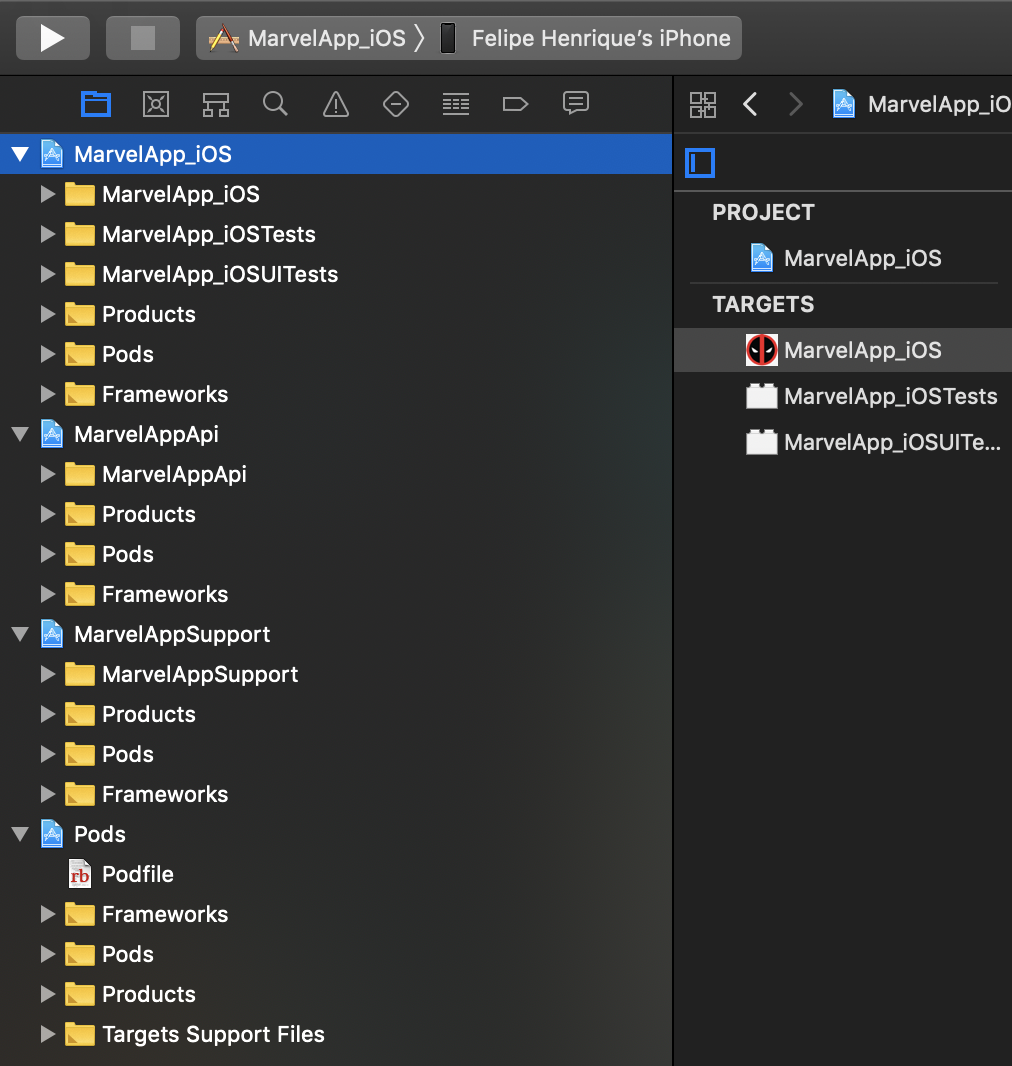 MarvelApp_iOS 〉 Felipe Henrique’s iPhone
MarvelApp_iOS
MarvelApp_iOS
MarvelApp_iOSTests
MarvelApp_iOSUITests
Products
Pods
Frameworks
MarvelAppApi
MarvelAppApi
Products
Pods
Frameworks
MarvelAppSupport
MarvelAppSupport
Products
Pods
Frameworks
Pods
rb Podfile
Frameworks
Pods
Products
Targets Support Files
MarvelApp_iO
PROJECT
MarvelApp_iOS
TARGETS
MarvelApp_iOS
MarvelApp_iOSTests
MarvelApp_iOSUITe...